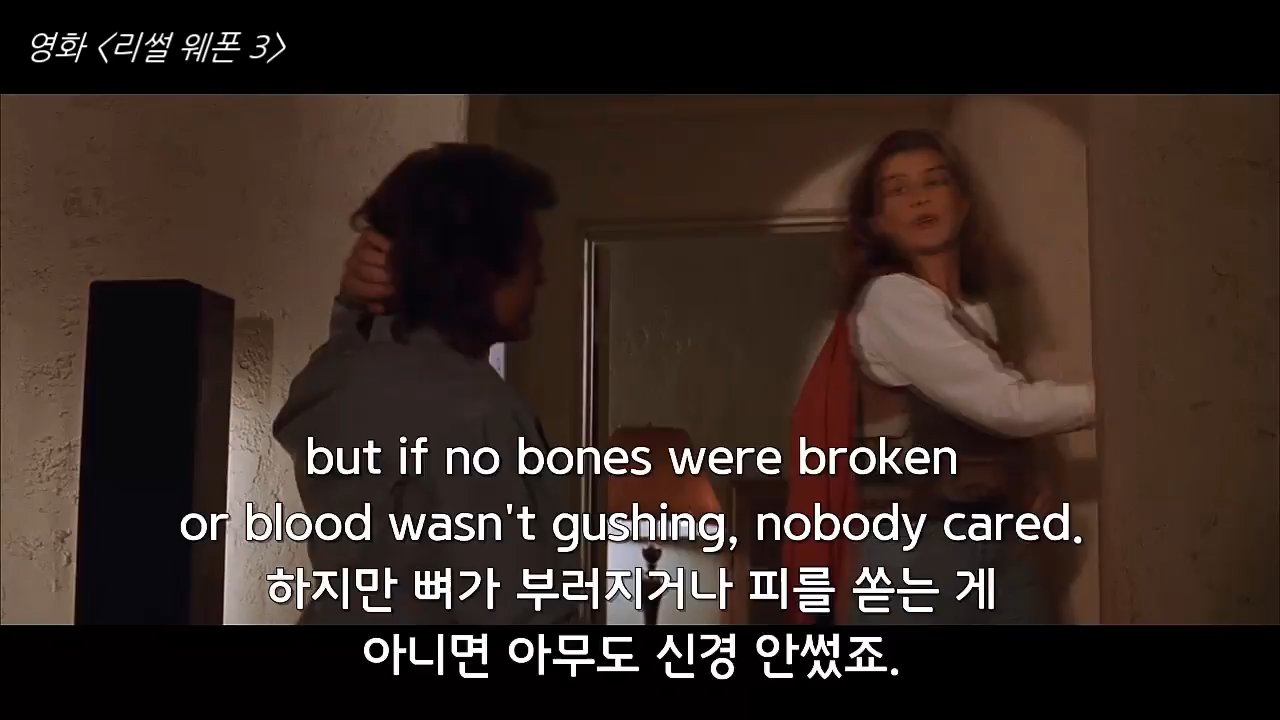 영화 <리썰 웨폰 3>
but if no bones were broken
or blood wasn't gushing, nobody cared.
하지만 뼈가 부러지거나 피를 쏟는 게
아니면 아무도 신경 안썼죠.